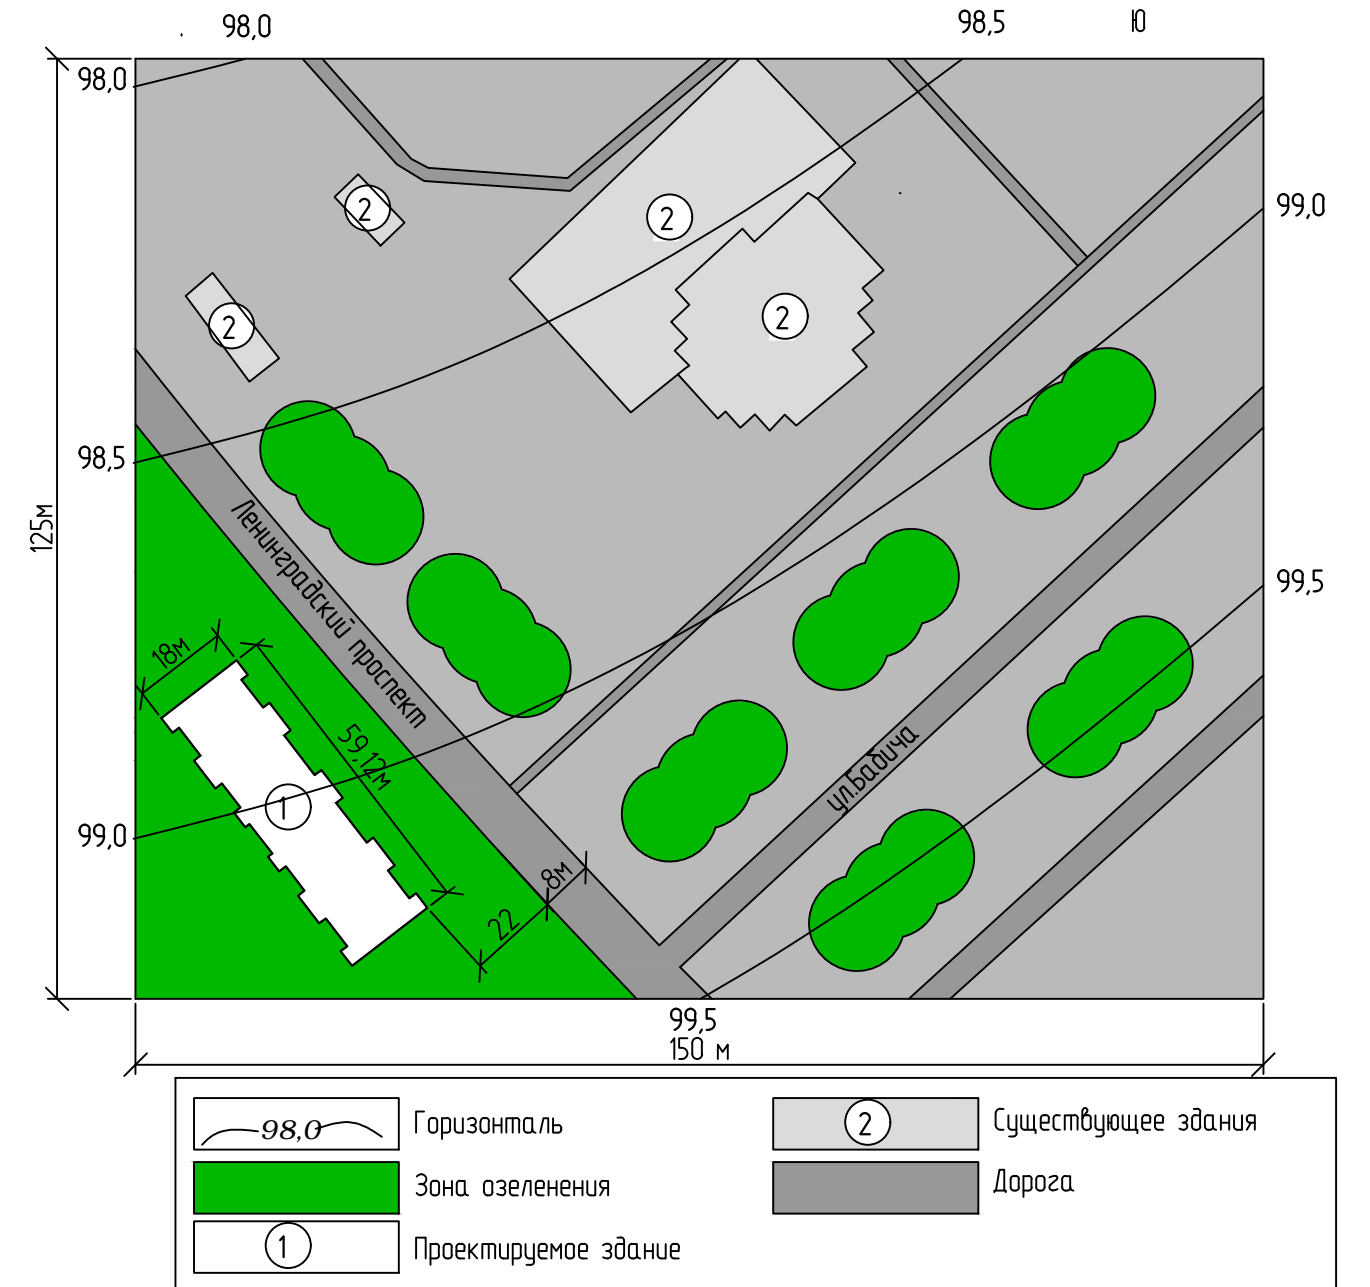 98,0
98,5
Ю
98,0
99,0
2
2
2
2
98,5
125м
Ленинградский проспект
99,5
18м
59,12м
ул.Бабича
1
99,0
8м
22
99,5
150 м
98,0
Горизонталь
2
Существующее здания
Зона озеленения
Дорога
1
Проектируемое здание